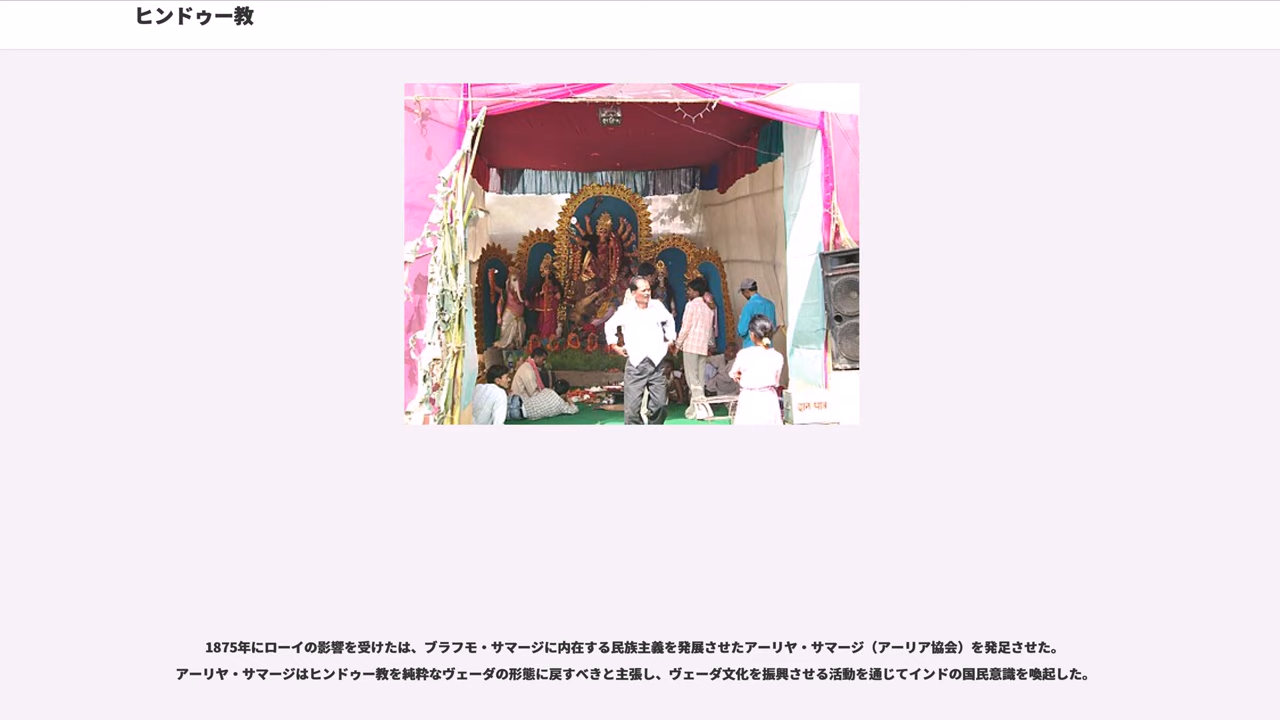 ヒンドゥー教
दान पात्र
1875年にローイの影響を受けたは、ブラフモ・サマージに内在する民族主義を発展させたアーリヤ・サマージ（アーリア協会）を発足させた。
アーリヤ・サマージはヒンドゥー教を純粋なヴェーダの形態に戻すべきと主張し、ヴェーダ文化を振興させる活動を通じてインドの国民意識を喚起した。